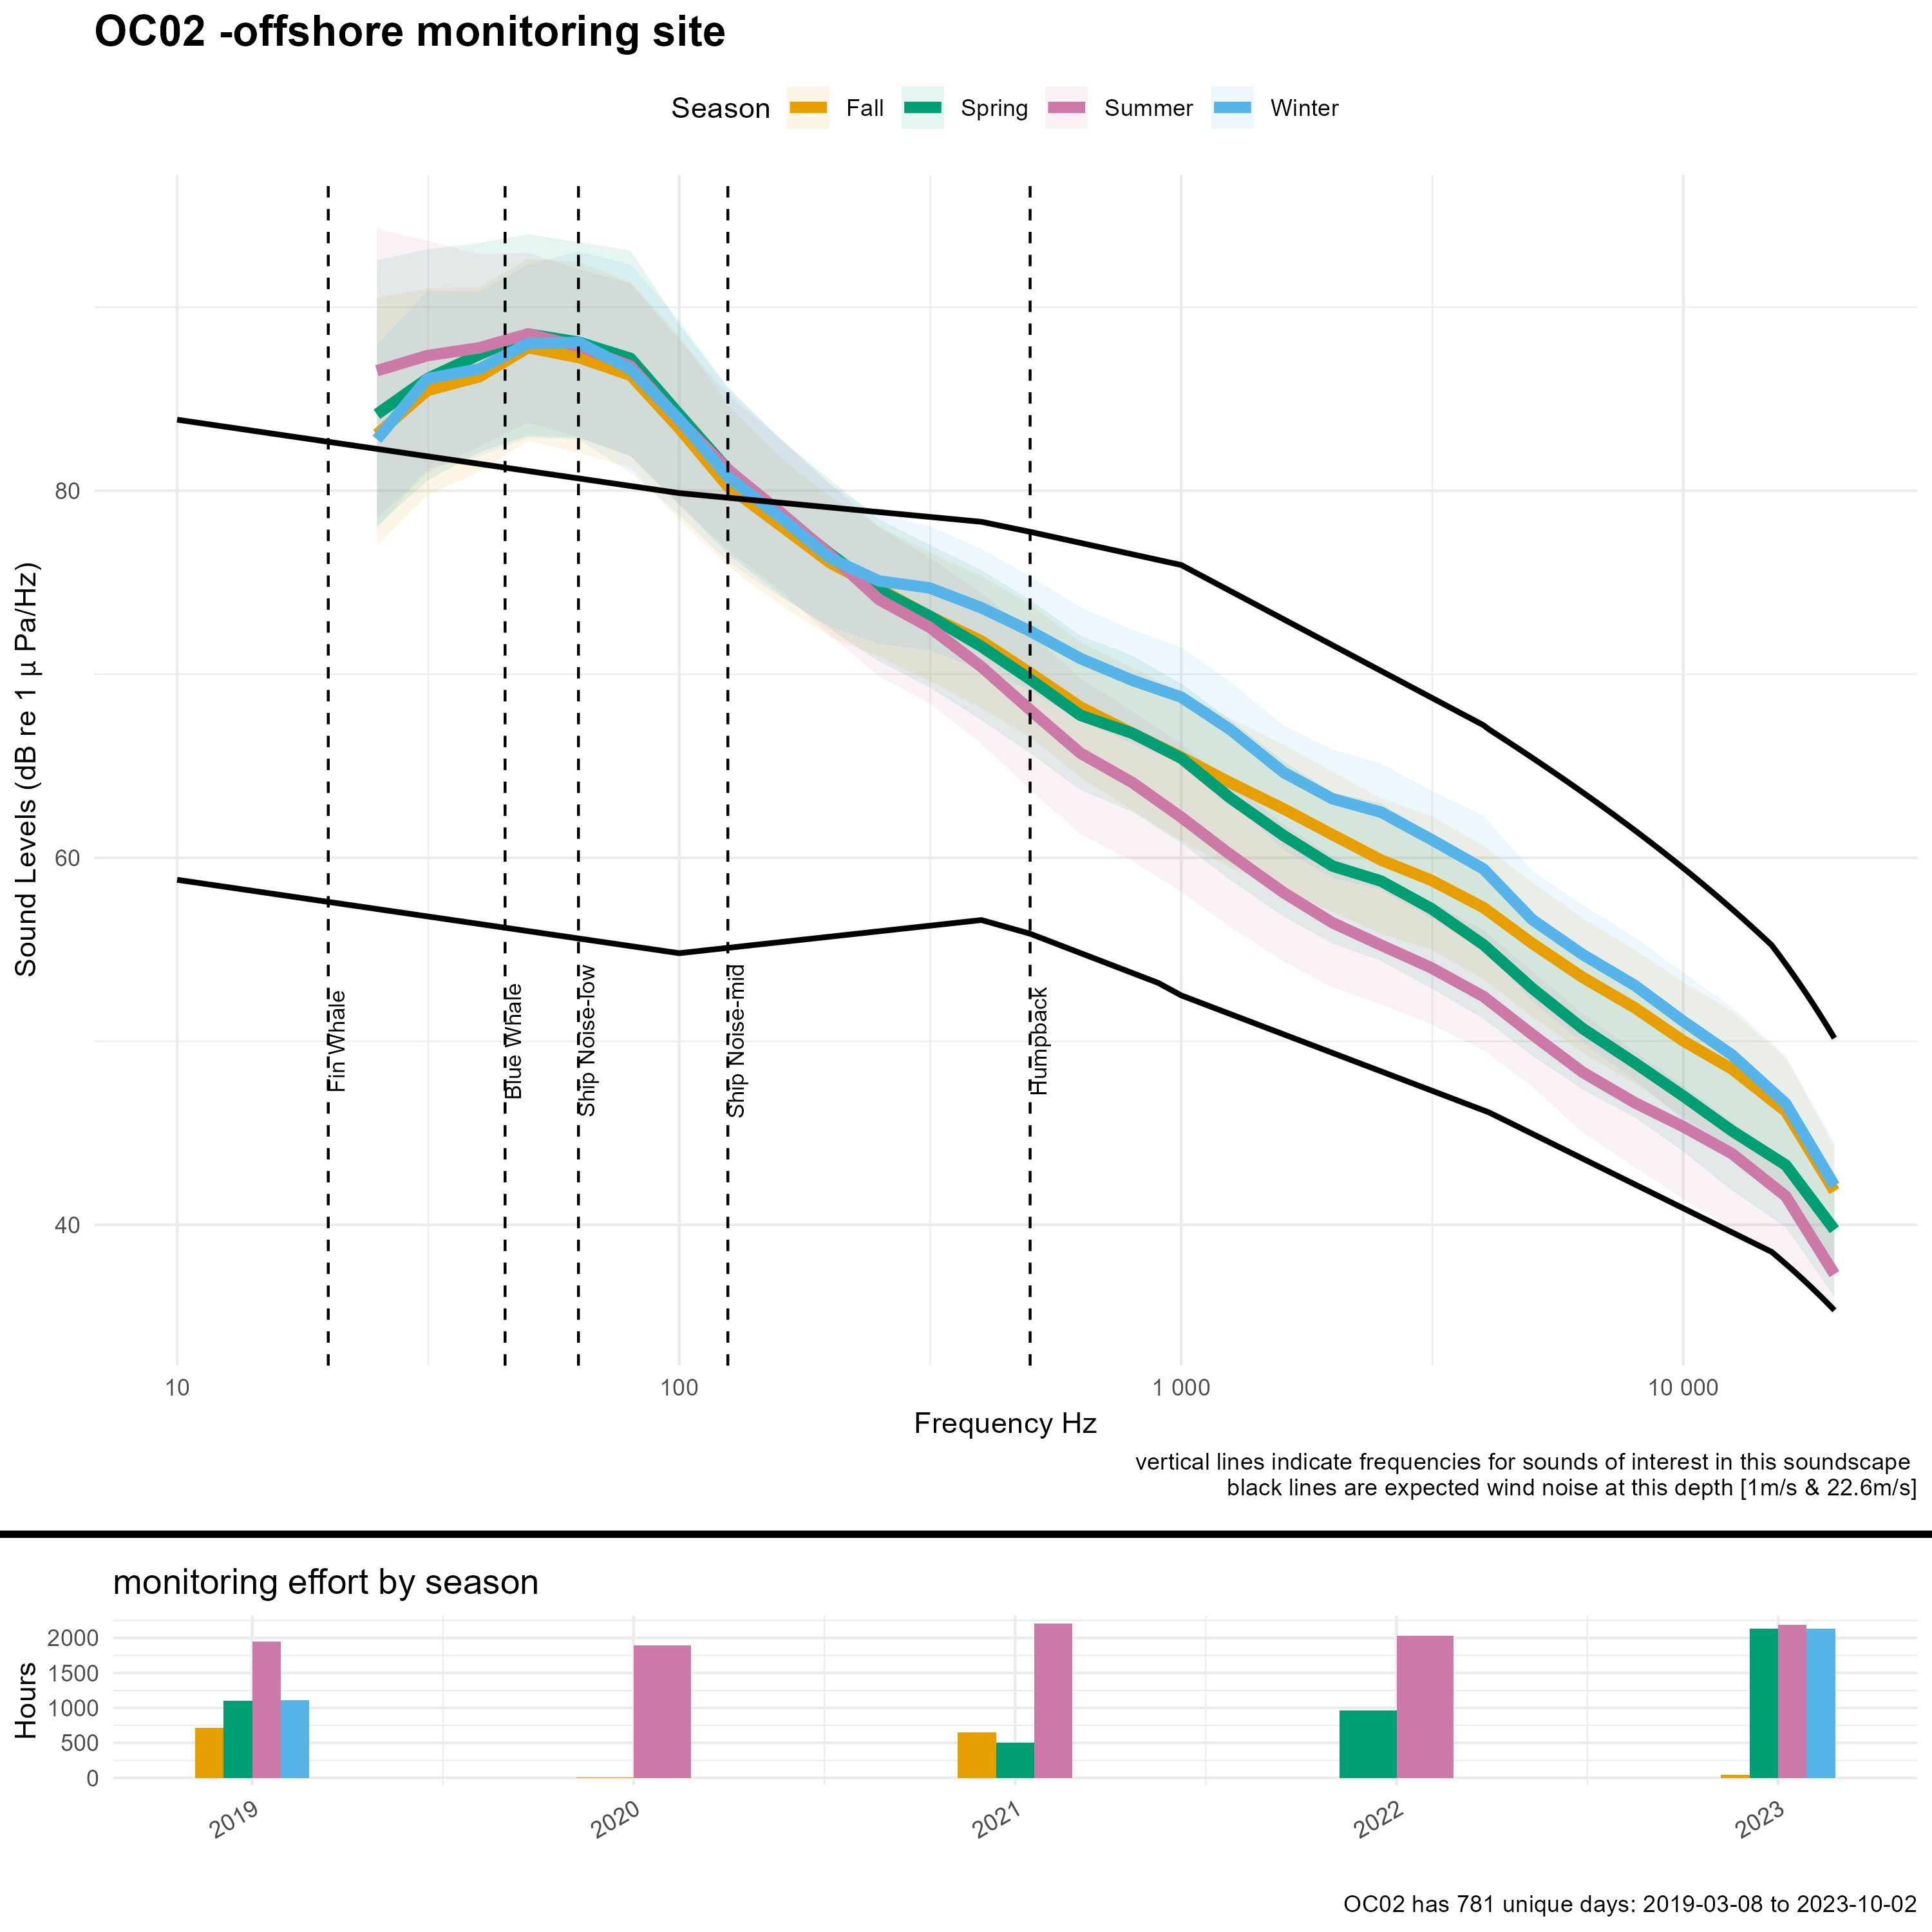 OC02 -offshore monitoring site
Season Fall Spring Summer Winter
Sound Levels (dB re 1 µ Pa/Hz)
80
60
40
Fin Whale
Blue Whale
Ship Noise-low
Ship Noise-mid
Humpback
10 100 1 000 10 000
Frequency Hz
vertical lines indicate frequencies for sounds of interest in this soundscape
black lines are expected wind noise at this depth [1m/s & 22.6m/s]
monitoring effort by season
Hours
2000
1500
1000
500
0
2019 2020 2021 2022 2023
OC02 has 781 unique days: 2019-03-08 to 2023-10-02